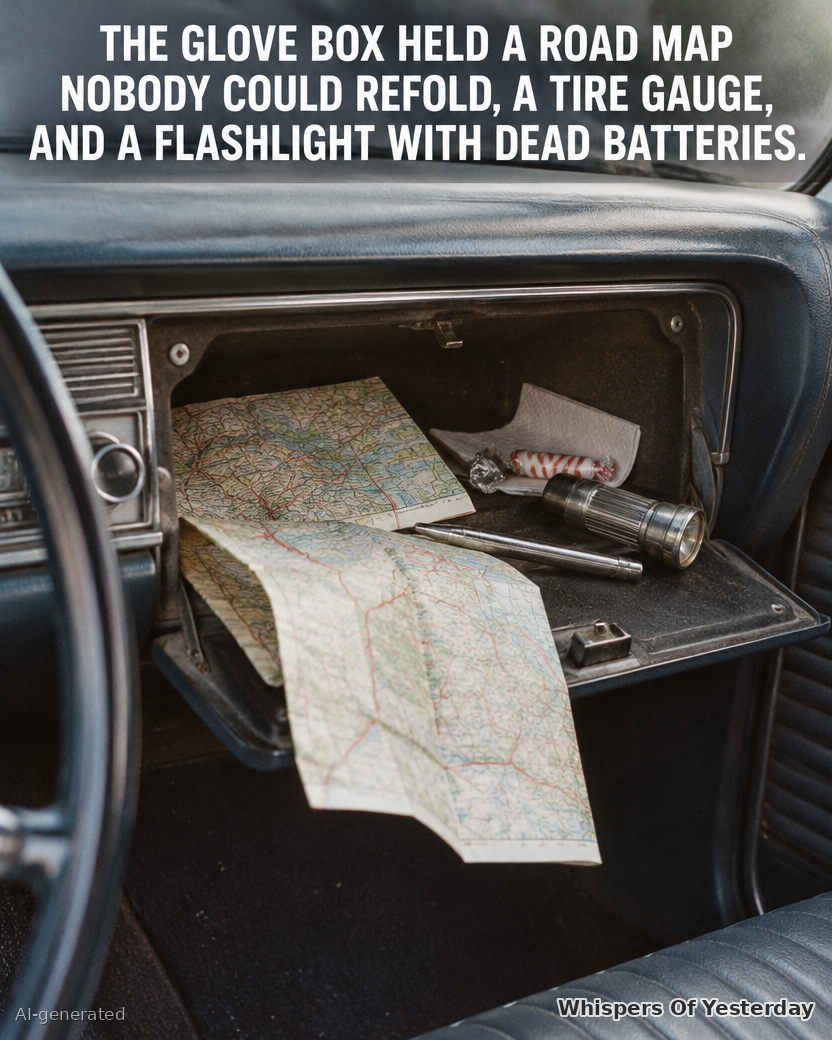 THE GLOVE BOX HELD A ROAD MAP
NOBODY COULD REFOLD, A TIRE GAUGE,
AND A FLASHLIGHT WITH DEAD BATTERIES.
AI-generated
Whispers Of Yesterday